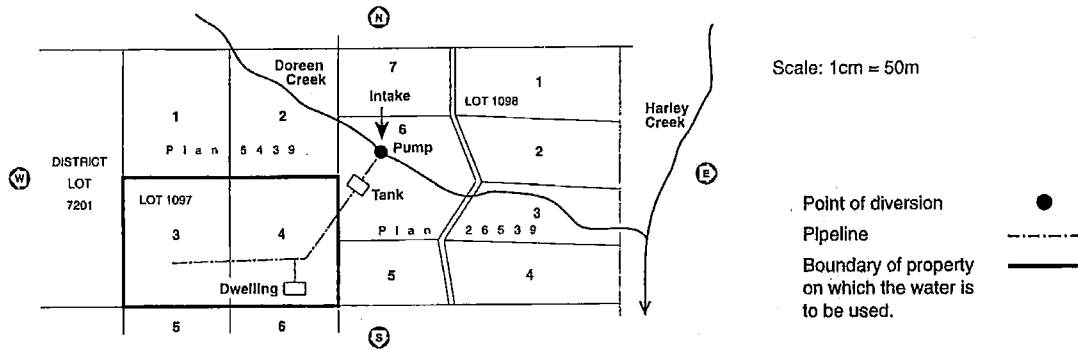 N
Doreen
Creek
7
1
Scale: 1cm = 50m
Intake
LOT 1098
Harley
Creek
1
2
6
Pump
2
Plan 5439
DISTRICT
LOT
7201
W
E
Tank
LOT 1097
Point of diversion
3
4
3
Plan 26539
Pipeline
5
4
Boundary of property
on which the water is
to be used.
Dwelling
5
6
S